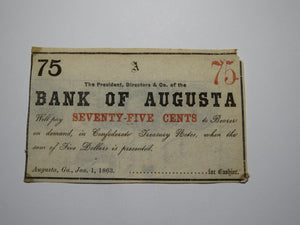 75 A 75
The President, Directors & Co. of the
BANK OF AUGUSTA
Will pay SEVENTY-FIVE CENTS to Bearer
on demand, in Confederate Treasury Notes, when the
sum of Five Dollars is presented.
Augusta, Ga., Jan, 1, 1863. for Cashier.